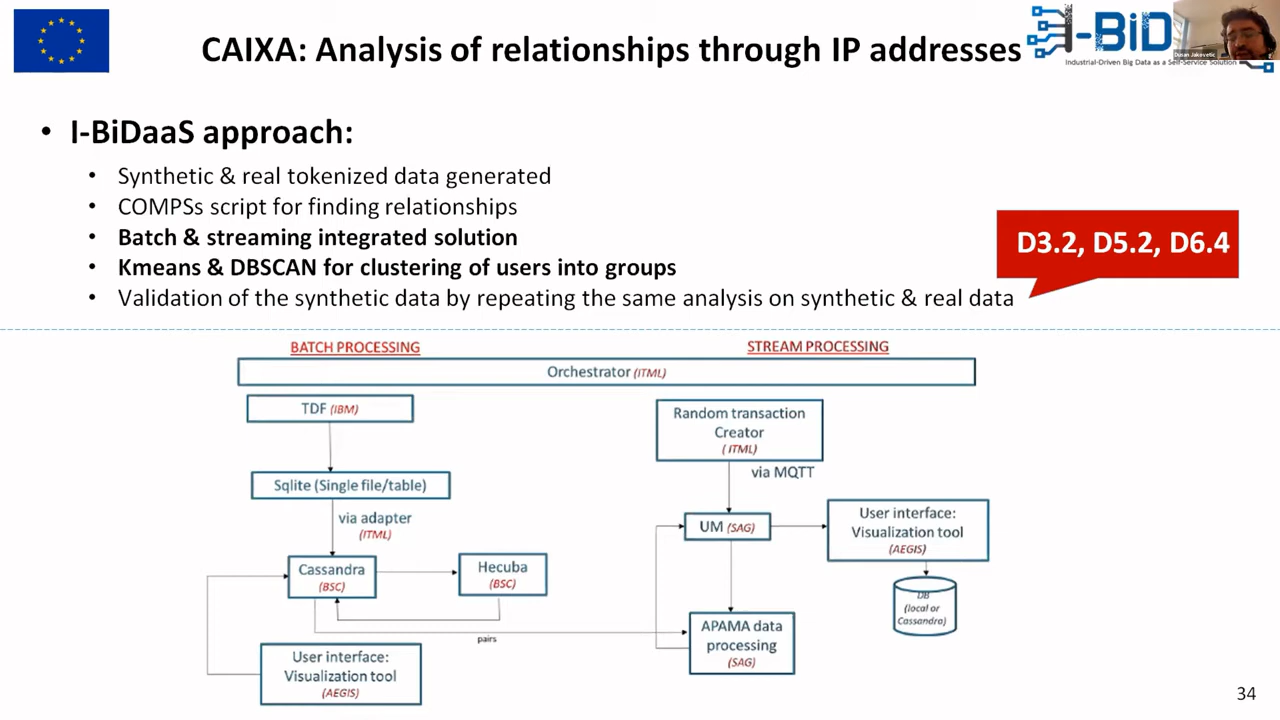 CAIXA: Analysis of relationships through IP addresses
I-BiD
Industrial-Driven Big Data as a Self-Service Solution
Dusan Jakovetic
• I-BiDaaS approach:
• Synthetic & real tokenized data generated
• COMPSs script for finding relationships
• Batch & streaming integrated solution
• Kmeans & DBSCAN for clustering of users into groups
• Validation of the synthetic data by repeating the same analysis on synthetic & real data
D3.2, D5.2, D6.4
BATCH PROCESSING
STREAM PROCESSING
Orchestrator (ITML)
TDF (IBM)
Sqlite (Single file/table)
via adapter
(ITML)
Cassandra
(BSC)
Hecuba
(BSC)
pairs
User interface:
Visualization tool
(AEGIS)
Random transaction
Creator
( ITML)
via MQTT
UM (SAG)
User interface:
Visualization tool
(AEGIS)
DB
(local or
Cassandra)
APAMA data
processing
(SAG)
34